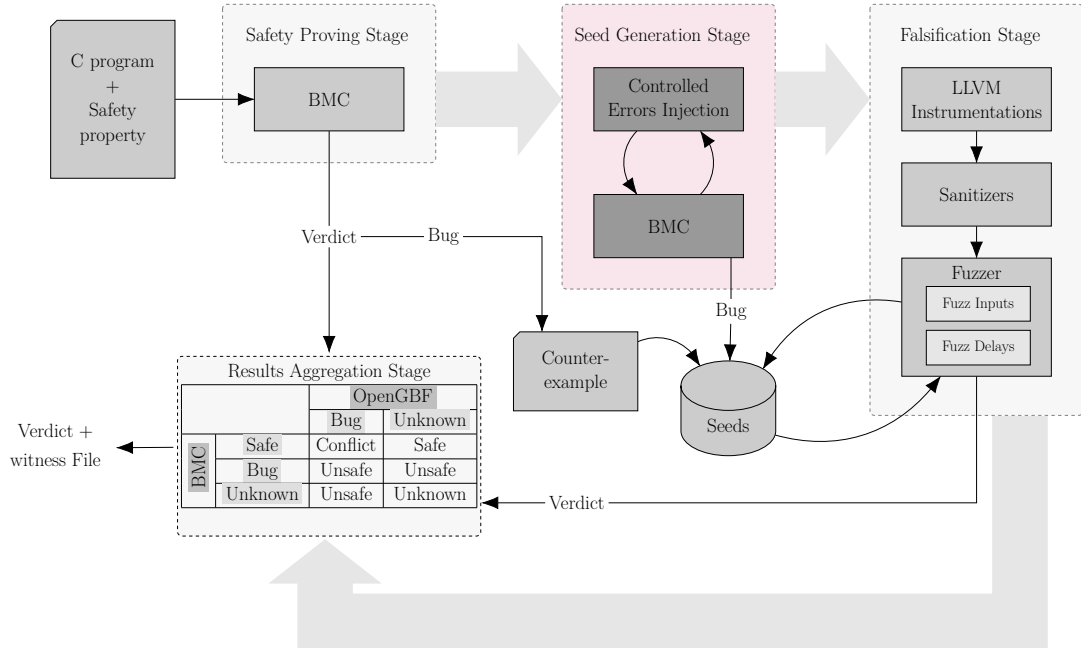 C program
+
Safety
property
Safety Proving Stage
BMC
Seed Generation Stage
Controlled
Errors Injection
BMC
Falsification Stage
LLVM
Instrumentations
Sanitizers
Fuzzer
Fuzz Inputs
Fuzz Delays
Verdict
Bug
Bug
Counter-
example
Seeds
Results Aggregation Stage
OpenGBF
Bug Unknown
BMC
Safe Conflict Safe
Bug Unsafe Unsafe
Unknown Unsafe Unknown
Verdict +
witness File
Verdict